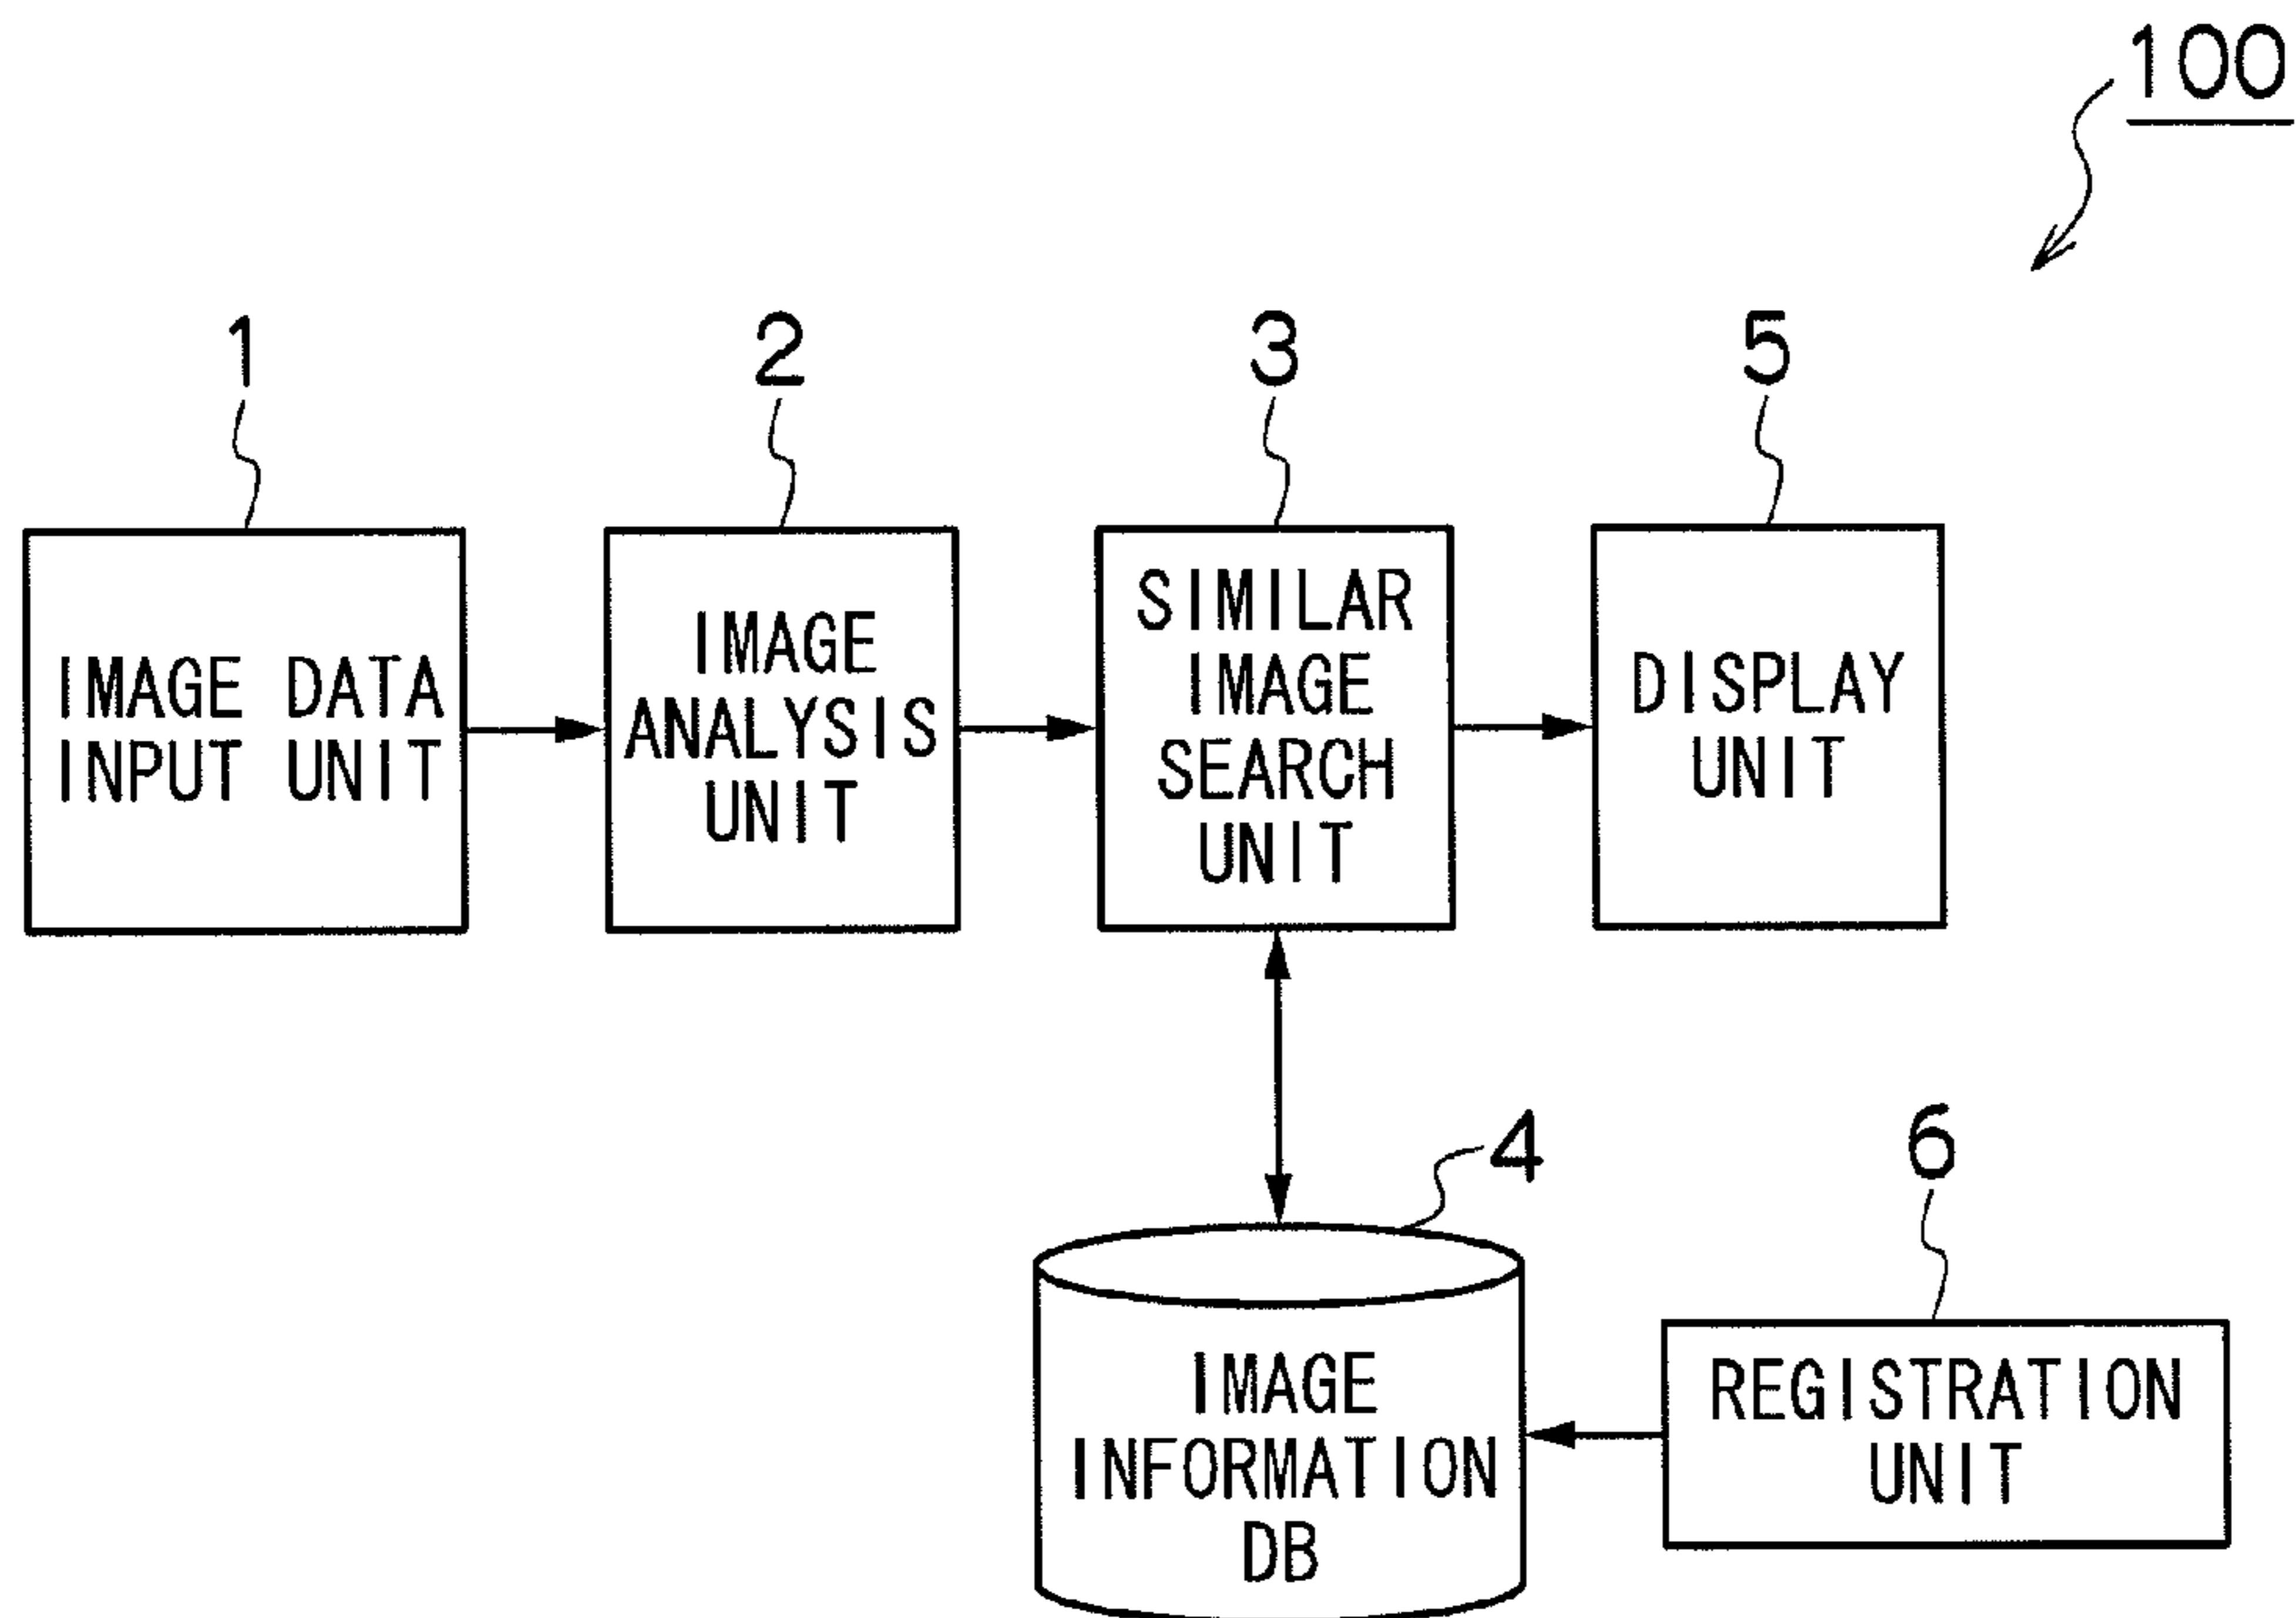 100
1
2
3
5
IMAGE DATA
INPUT UNIT
IMAGE
ANALYSIS
UNIT
SIMILAR
IMAGE
SEARCH
UNIT
DISPLAY
UNIT
4
6
IMAGE
INFORMATION
DB
REGISTRATION
UNIT